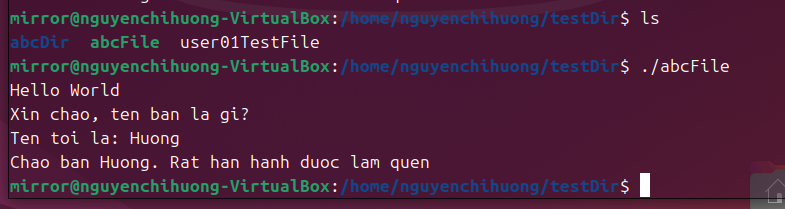 mirror@nguyenchihuong-VirtualBox:/home/nguyenchihuong/testDir$ ls
abcDir  abcFile  user01TestFile
mirror@nguyenchihuong-VirtualBox:/home/nguyenchihuong/testDir$ ./abcFile
Hello World
Xin chao, ten ban la gi?
Ten toi la: Huong
Chao ban Huong. Rat han hanh duoc lam quen
mirror@nguyenchihuong-VirtualBox:/home/nguyenchihuong/testDir$